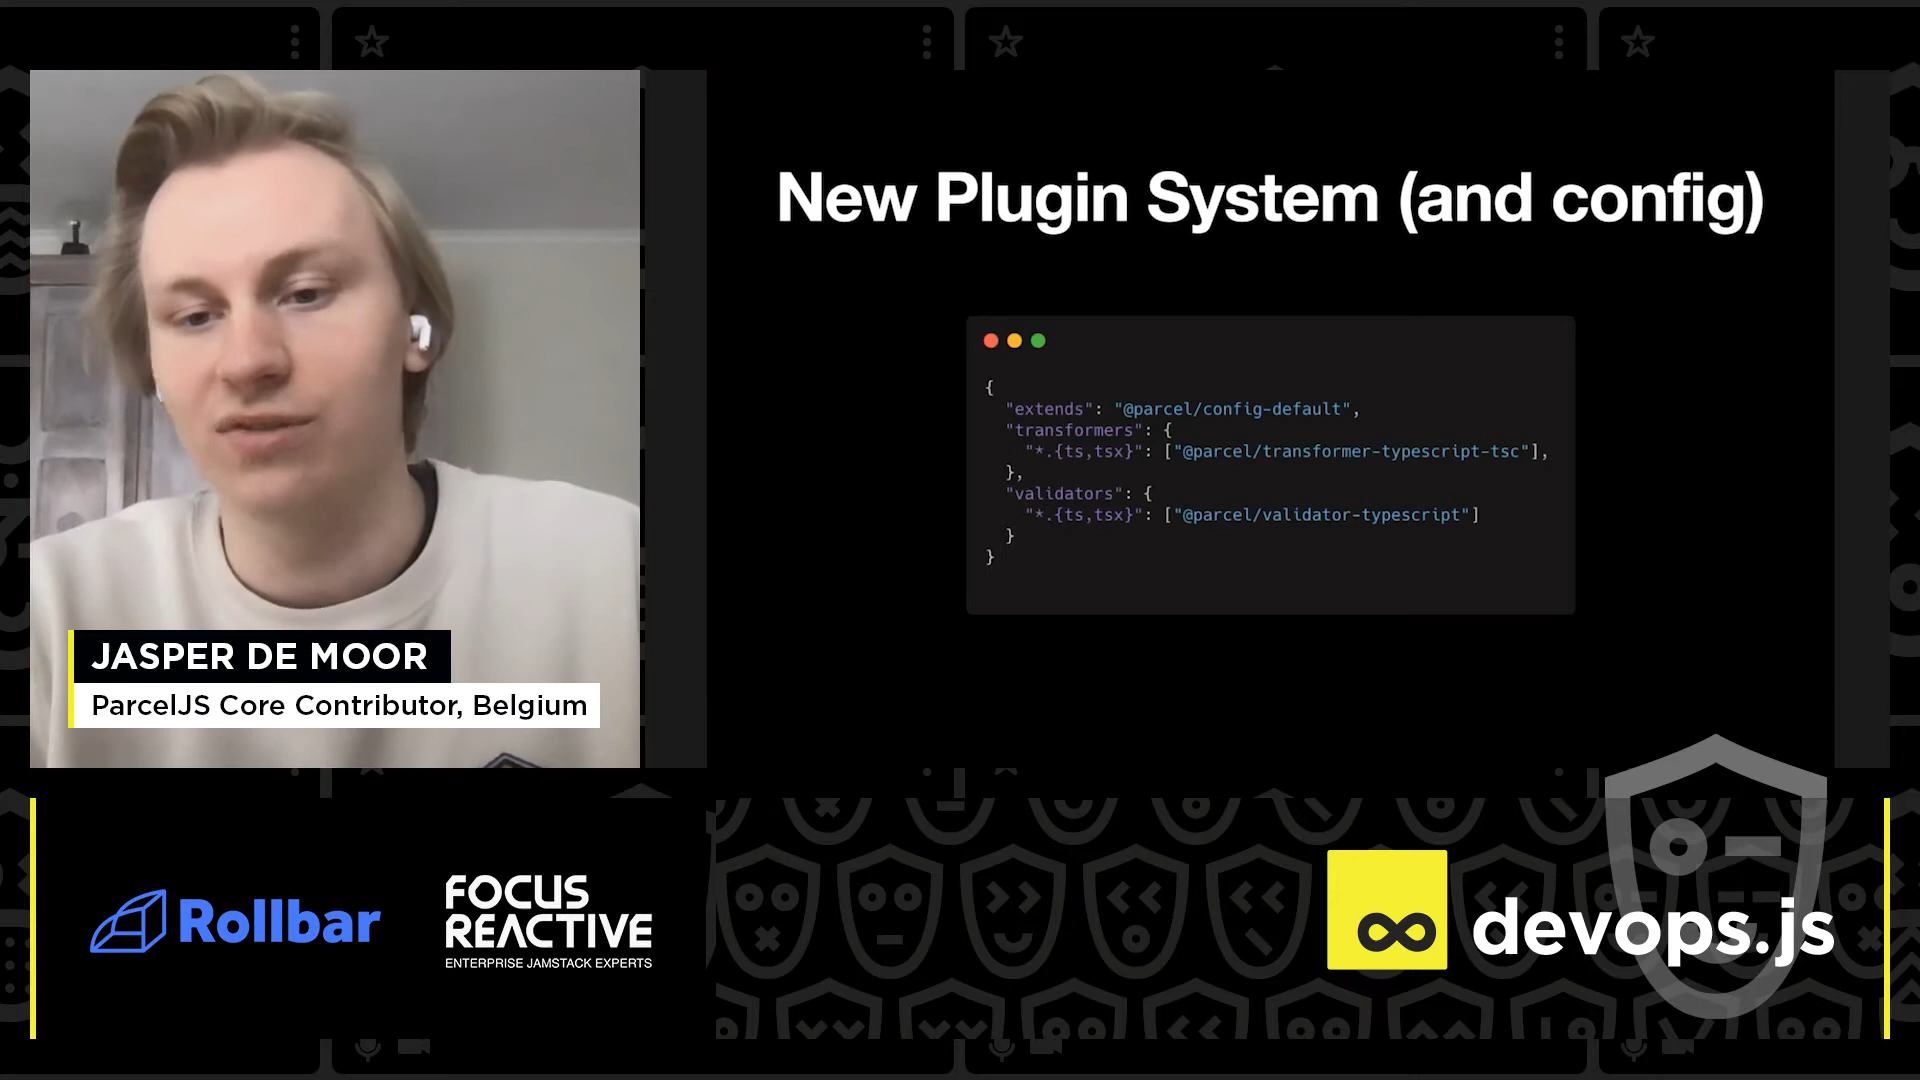 New Plugin System (and config)
{
"extends": "@parcel/config-default",
"transformers": {
"*.{ts,tsx}": ["@parcel/transformer-typescript-tsc"],
},
"validators": {
"*.{ts,tsx}": ["@parcel/validator-typescript"]
}
}
JASPER DE MOOR
ParcelJS Core Contributor, Belgium
Rollbar
FOCUS
REACTIVE
ENTERPRISE JAMSTACK EXPERTS
devops.js